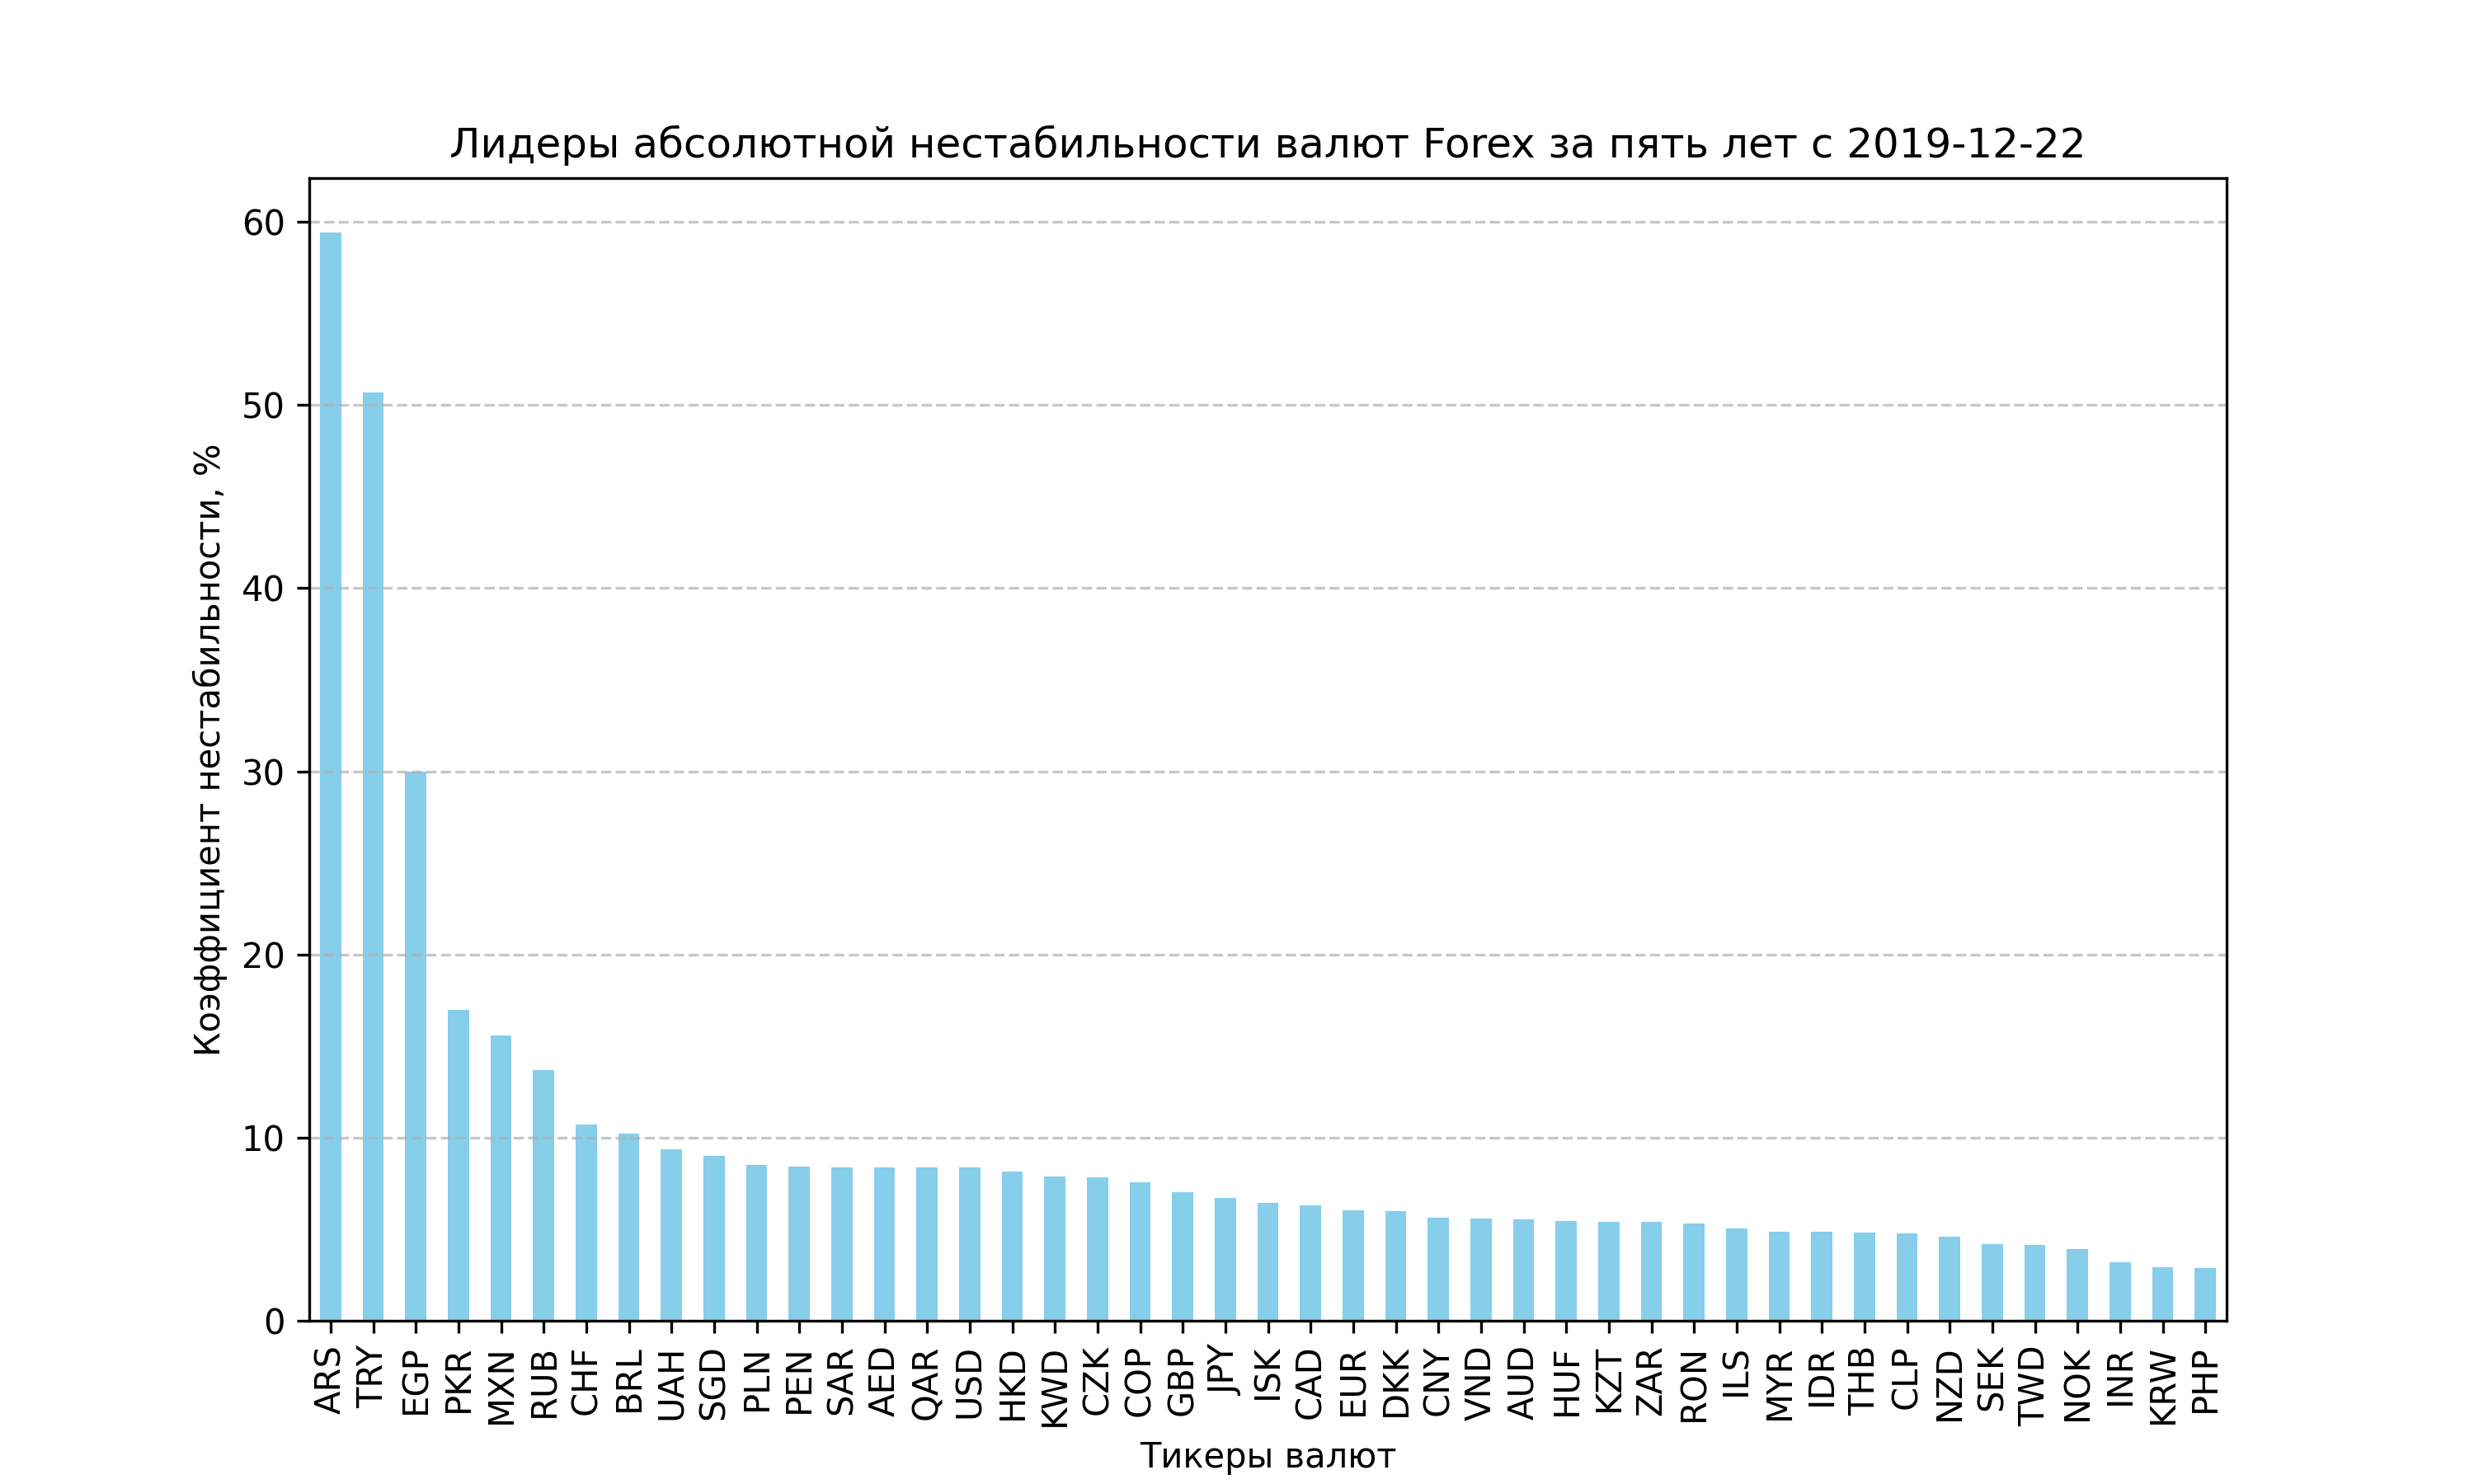 Лидеры абсолютной нестабильности валют Forex за пять лет с 2019-12-22
Коэффициент нестабильности, %
60
50
40
30
20
10
0
ARS TRY EGP PKR MXN RUB CHF BRL UAH SGD PLN PEN SAR AED QAR USD HKD KWD CZK COP GBP JPY ISK CAD EUR DKK CNY VND AUD HUF KZT ZAR RON ILS MYR IDR THB CLP NZD SEK TWD NOK INR KRW PHP
Тикеры валют